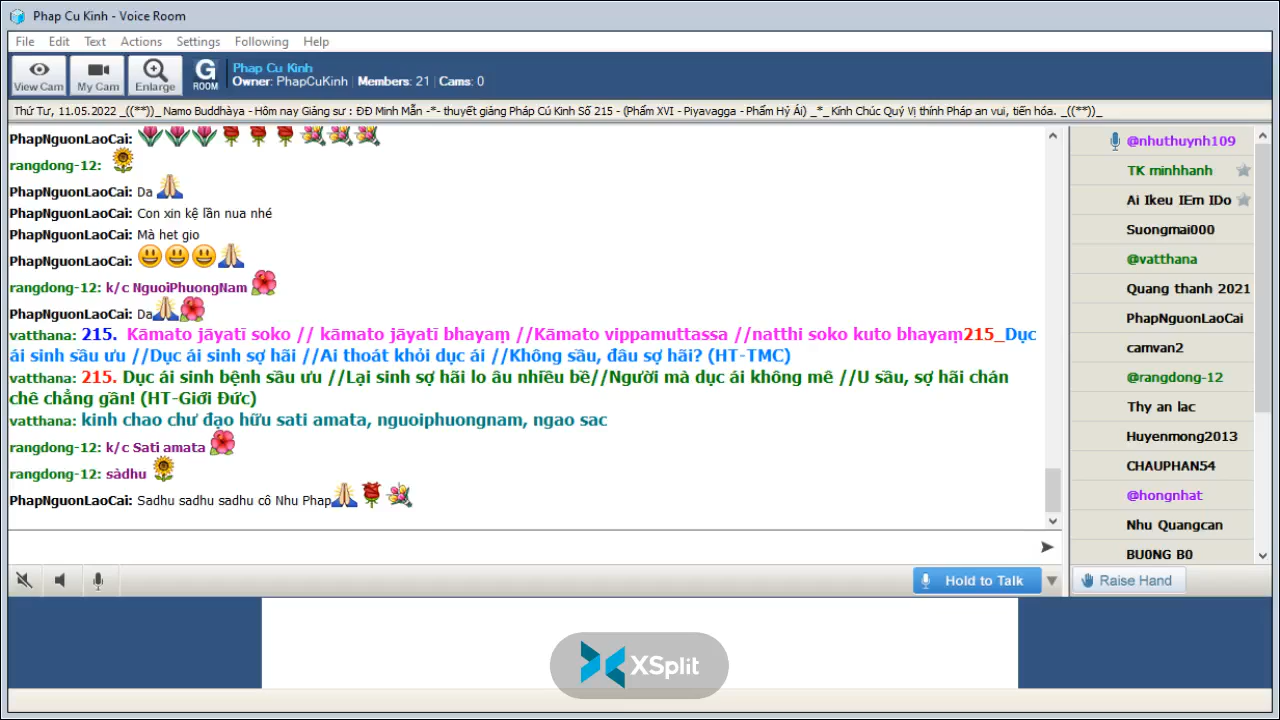 Phap Cu Kinh - Voice Room
File Edit Text Actions Settings Following Help
View Cam
My Cam
Enlarge
G
ROOM
Phap Cu Kinh
Owner: PhapCuKinh | Members: 21 | Cams: 0
Thứ Tư, 11.05.2022 _((**))_ Namo Buddhàya - Hôm nay Giảng sư : ĐĐ Minh Mẫn -*- thuyết giảng Pháp Cú Kinh Số 215 - (Phẩm XVI - Piyavagga - Phẩm Hỷ Ái) _*_ Kính Chúc Quý Vị thính Pháp an vui, tiến hóa. _((**))_
PhapNguonLaoCai:
rangdong-12:
PhapNguonLaoCai: Da
PhapNguonLaoCai: Con xin kệ lần nua nhé
PhapNguonLaoCai: Mà het gio
PhapNguonLaoCai:
rangdong-12: k/c NguoiPhuongNam
PhapNguonLaoCai: Da
vatthana: 215. Kāmato jāyatī soko // kāmato jāyatī bhayaṃ //Kāmato vippamuttassa //natthi soko kuto bhayaṃ215_Dục
ái sinh sầu ưu //Dục ái sinh sợ hãi //Ai thoát khỏi dục ái //Không sầu, đâu sợ hãi? (HT-TMC)
vatthana: 215. Dục ái sinh bệnh sầu ưu //Lại sinh sợ hãi lo âu nhiều bề//Người mà dục ái không mê //U sầu, sợ hãi chán
chê chẳng gần! (HT-Giới Đức)
vatthana: kinh chao chư đạo hữu sati amata, nguoiphuongnam, ngao sac
rangdong-12: k/c Sati amata
rangdong-12: sàdhu
PhapNguonLaoCai: Sadhu sadhu sadhu cô Nhu Phap
@nhuthuynh109
TK minhhanh
Ai Ikeu IEm IDo
Suongmai000
@vatthana
Quang thanh 2021
PhapNguonLaoCai
camvan2
@rangdong-12
Thy an lac
Huyenmong2013
CHAUPHAN54
@hongnhat
Nhu Quangcan
BU0NG B0
Hold to Talk
Raise Hand
XSplit